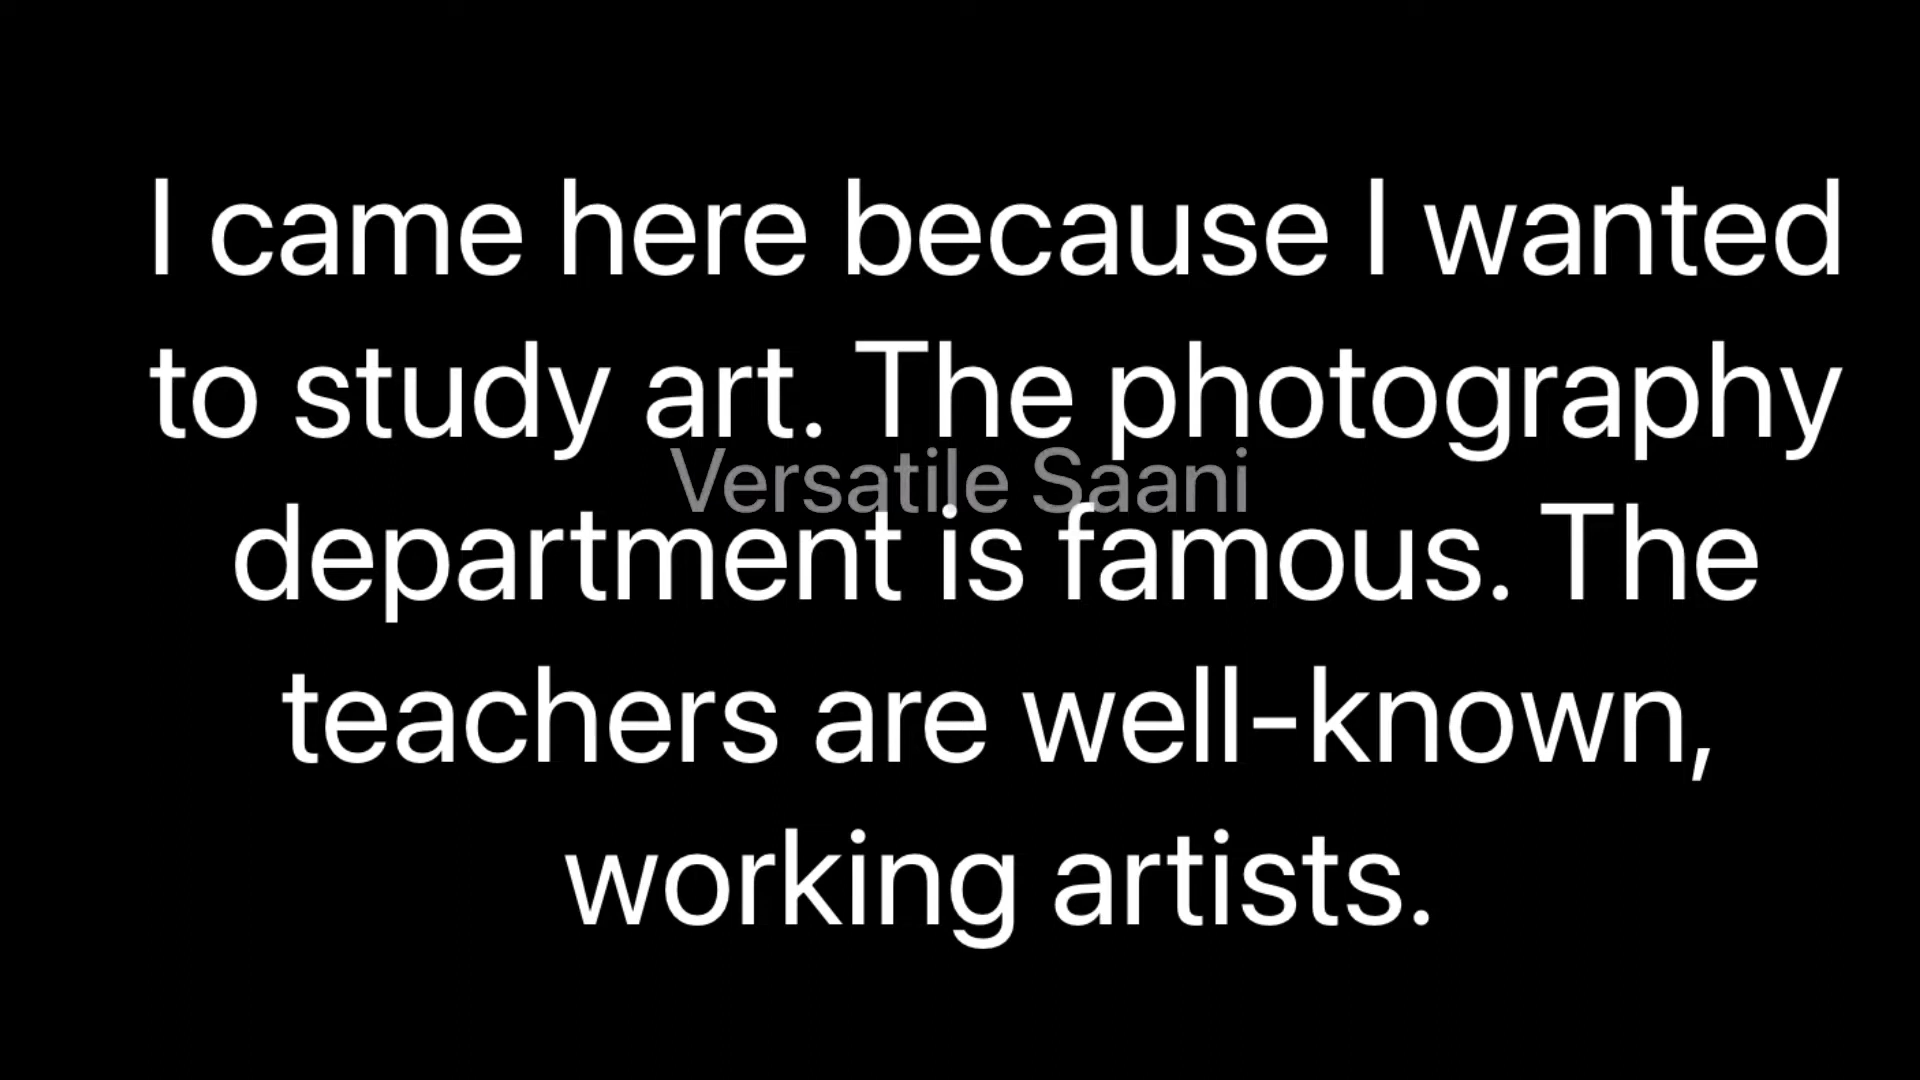 I came here because I wanted
to study art. The photography
Versatile Saani
department is famous. The
teachers are well-known,
working artists.